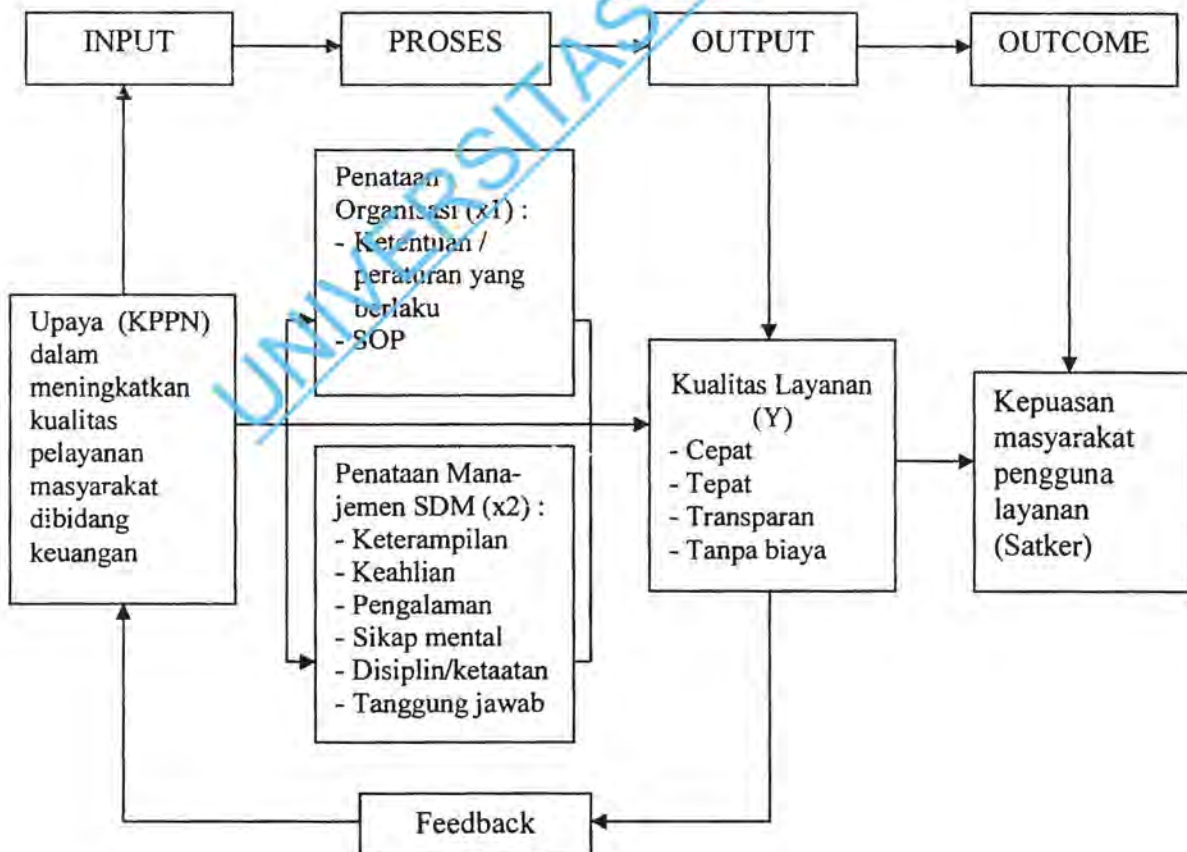 INPUT
PROSES
OUTPUT
OUTCOME
UNIVERSITAS
Penataan
Organisasi (x1) :
- Ketentuan /
peraturan yang
berlaku
- SOP
Upaya (KPPN)
dalam
meningkatkan
kualitas
pelayanan
masyarakat
dibidang
keuangan
Penataan Mana-
jemen SDM (x2) :
- Keterampilan
- Keahlian
- Pengalaman
- Sikap mental
- Disiplin/ketaatan
- Tanggung jawab
Kualitas Layanan
(Y)
- Cepat
- Tepat
- Transparan
- Tanpa biaya
Kepuasan
masyarakat
pengguna
layanan
(Satker)
Feedback